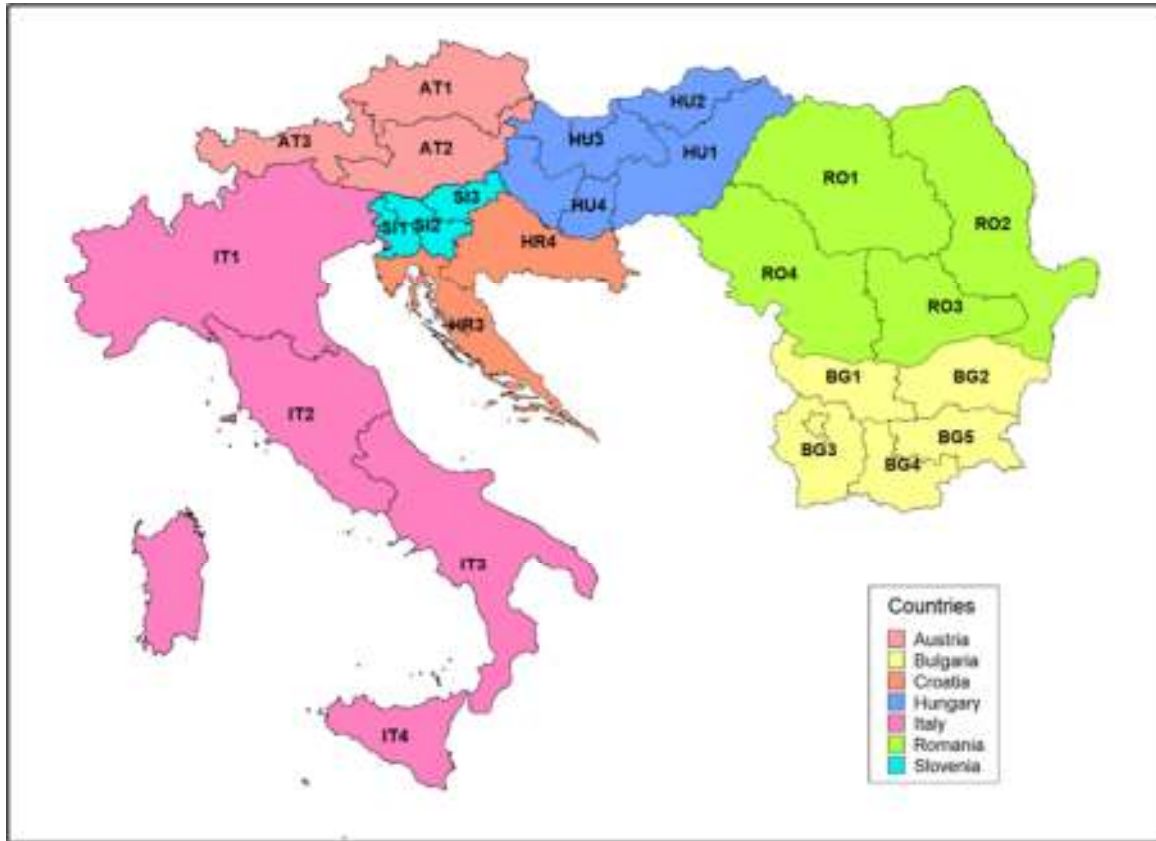 AT1
AT3
AT2
HU2
HU3
HU1
HU4
SI3
SI1
SI2
HR4
HR3
IT1
IT2
IT3
IT4
RO1
RO2
RO4
RO3
BG1
BG2
BG3
BG4
BG5
Countries
Austria
Bulgaria
Croatia
Hungary
Italy
Romania
Slovenia